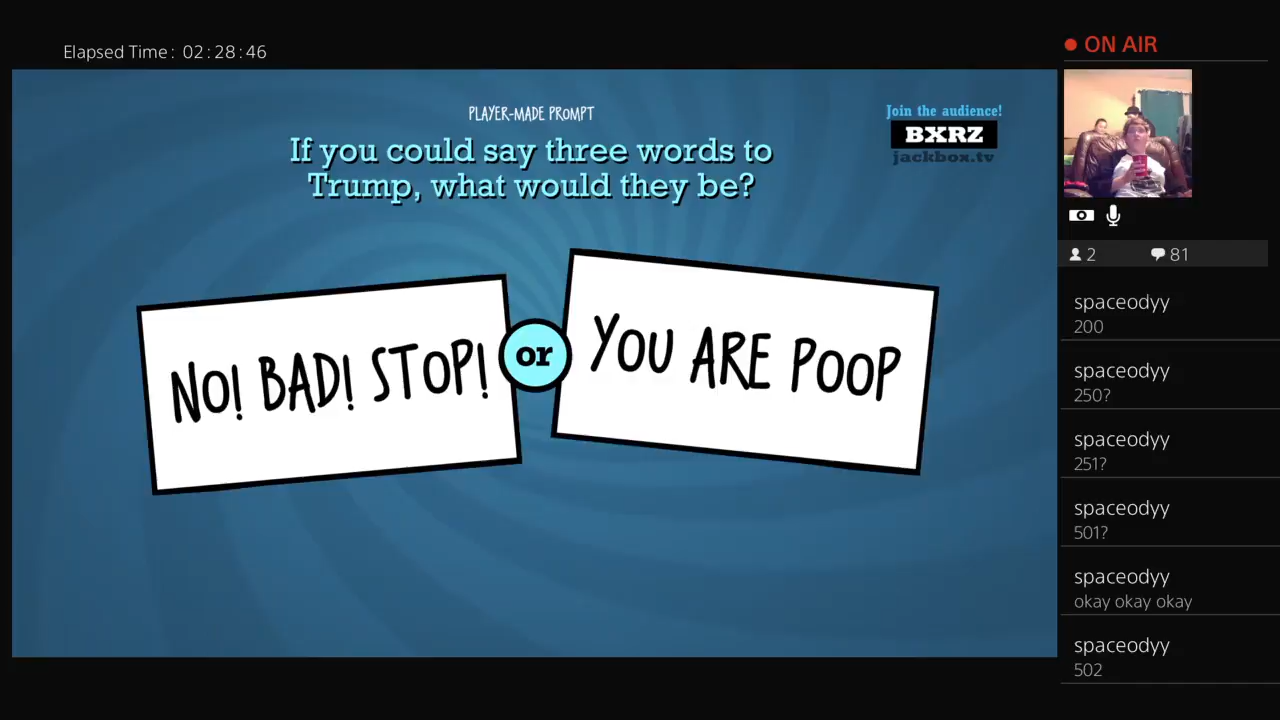 Elapsed Time: 02:28:46
ON AIR
PLAYER-MADE PROMPT
If you could say three words to
Trump, what would they be?
Join the audience!
BXRZ
jackbox.tv
NO! BAD! STOP!
or
YOU ARE POOP
2
81
spaceodyy
200
spaceodyy
250?
spaceodyy
251?
spaceodyy
501?
spaceodyy
okay okay okay
spaceodyy
502